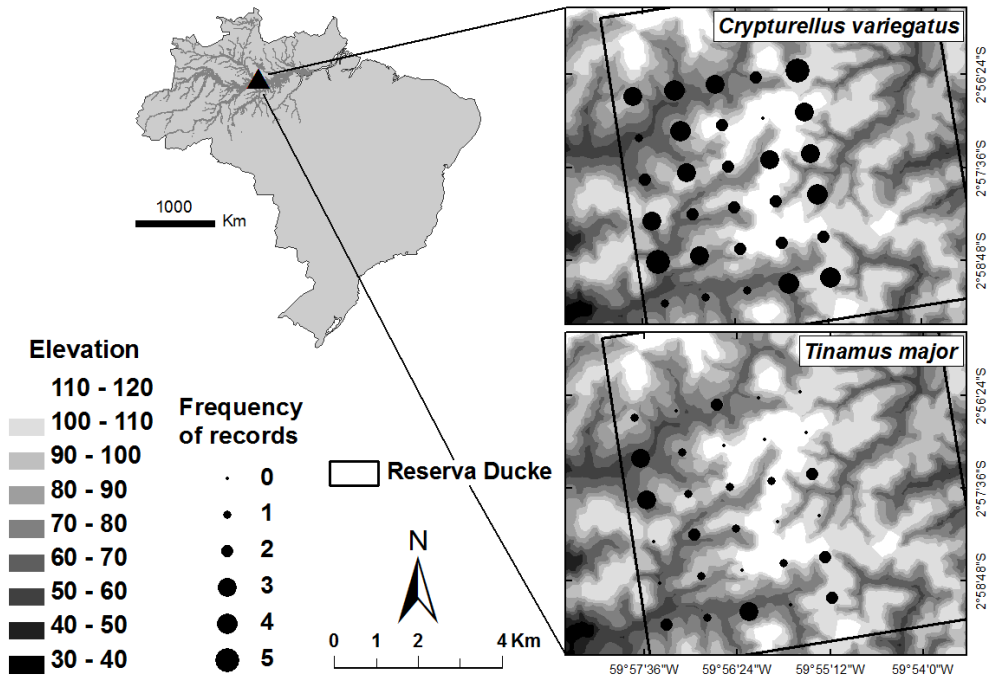 Crypturellus variegatus
2°56'24"S
2°57'36"S
2°58'48"S
1000
Km
Tinamus major
2°56'24"S
2°57'36"S
2°58'48"S
59°57'36"W 59°56'24"W 59°55'12"W 59°54'0"W
Elevation
110 - 120
100 - 110
90 - 100
80 - 90
70 - 80
60 - 70
50 - 60
40 - 50
30 - 40
Frequency
of records
0
1
2
3
4
5
Reserva Ducke
N
0 1 2 4 Km